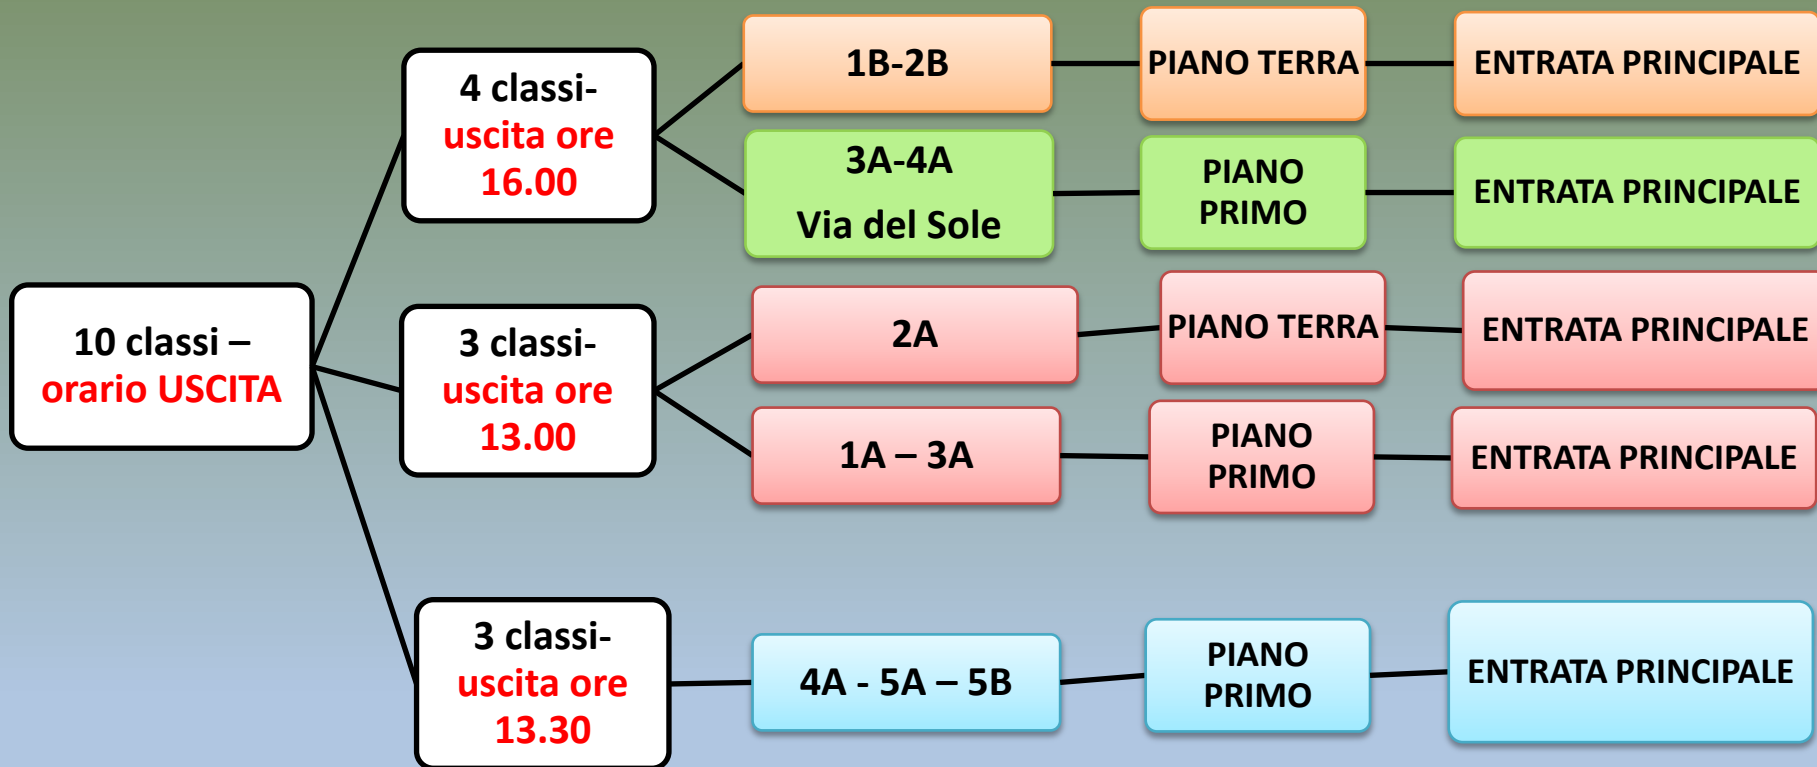 10 classi –
orario USCITA
4 classi-
uscita ore
16.00
1B-2B
PIANO TERRA
ENTRATA PRINCIPALE
3A-4A
Via del Sole
PIANO
PRIMO
ENTRATA PRINCIPALE
3 classi-
uscita ore
13.00
2A
PIANO TERRA
ENTRATA PRINCIPALE
1A – 3A
PIANO
PRIMO
ENTRATA PRINCIPALE
3 classi-
uscita ore
13.30
4A - 5A – 5B
PIANO
PRIMO
ENTRATA PRINCIPALE